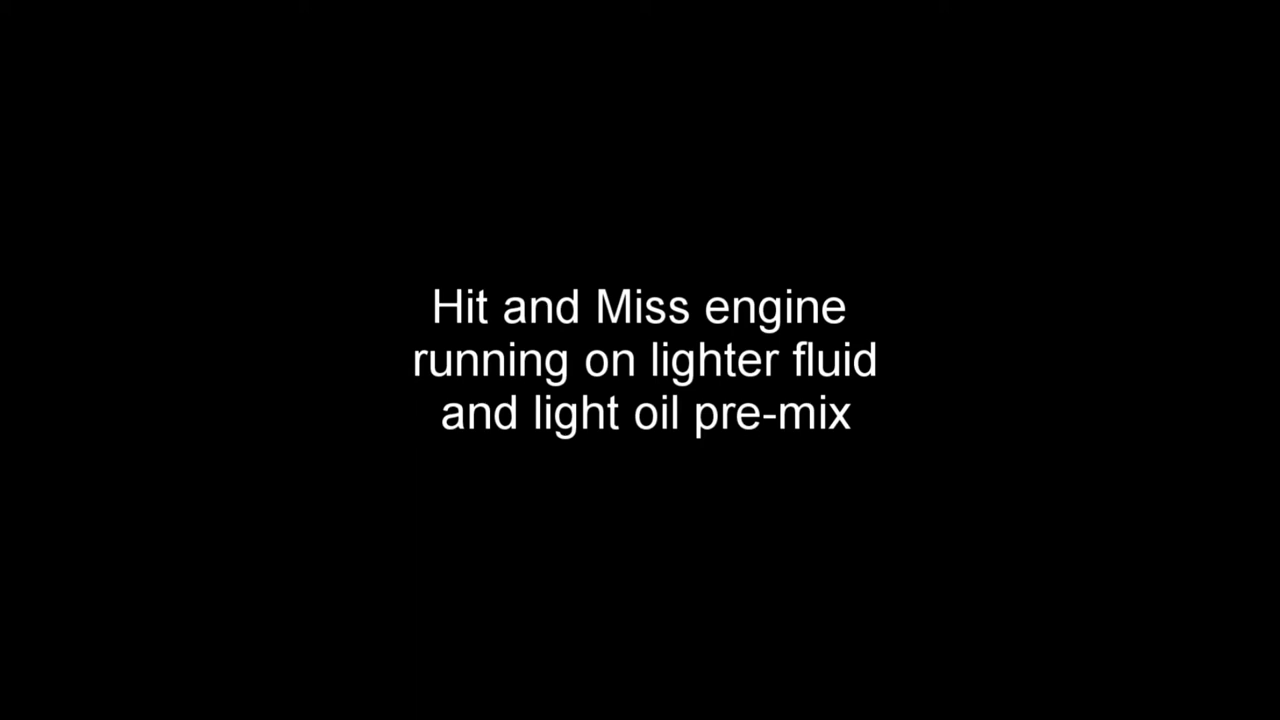 Hit and Miss engine
running on lighter fluid
and light oil pre-mix